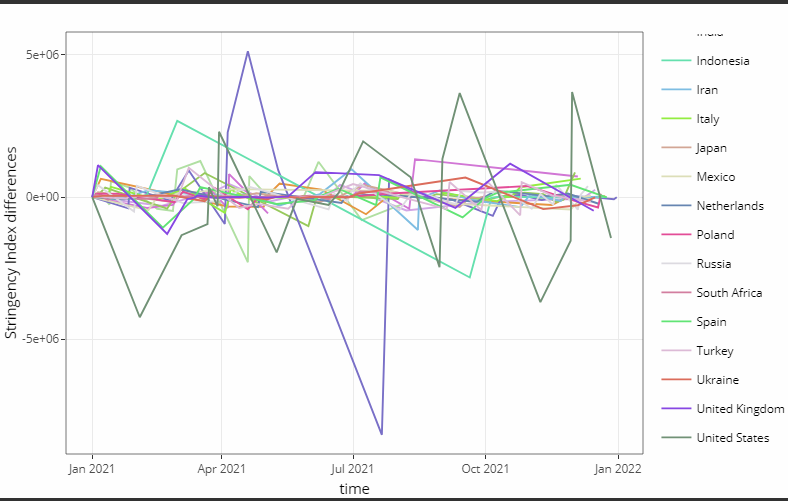 5e+06
0e+00
-5e+06
Stringency Index differences
Jan 2021
Apr 2021
Jul 2021
Oct 2021
Jan 2022
time
India
Indonesia
Iran
Italy
Japan
Mexico
Netherlands
Poland
Russia
South Africa
Spain
Turkey
Ukraine
United Kingdom
United States